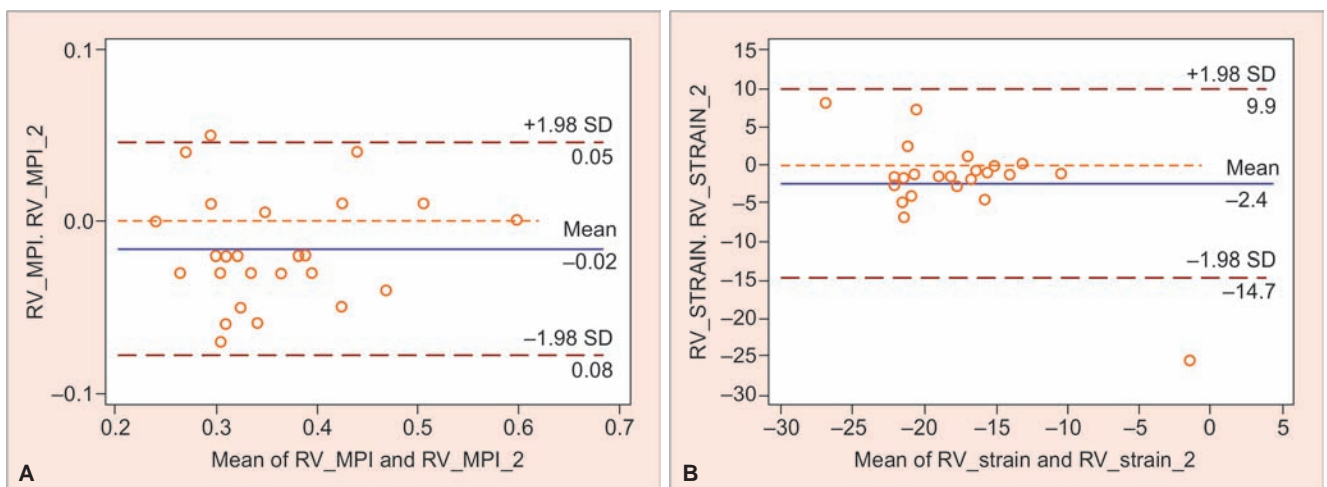 RV_MPI. RV_MPI_2
0.1
0.0
–0.1
+1.98 SD
0.05
Mean
–0.02
–1.98 SD
0.08
0.2 0.3 0.4 0.5 0.6 0.7
Mean of RV_MPI and RV_MPI_2
A
RV_STRAIN. RV_STRAIN_2
15
10
5
0
–5
–10
–15
–20
–25
–30
+1.98 SD
9.9
Mean
–2.4
–1.98 SD
–14.7
–30 –25 –20 –15 –10 –5 0 5
Mean of RV_strain and RV_strain_2
B